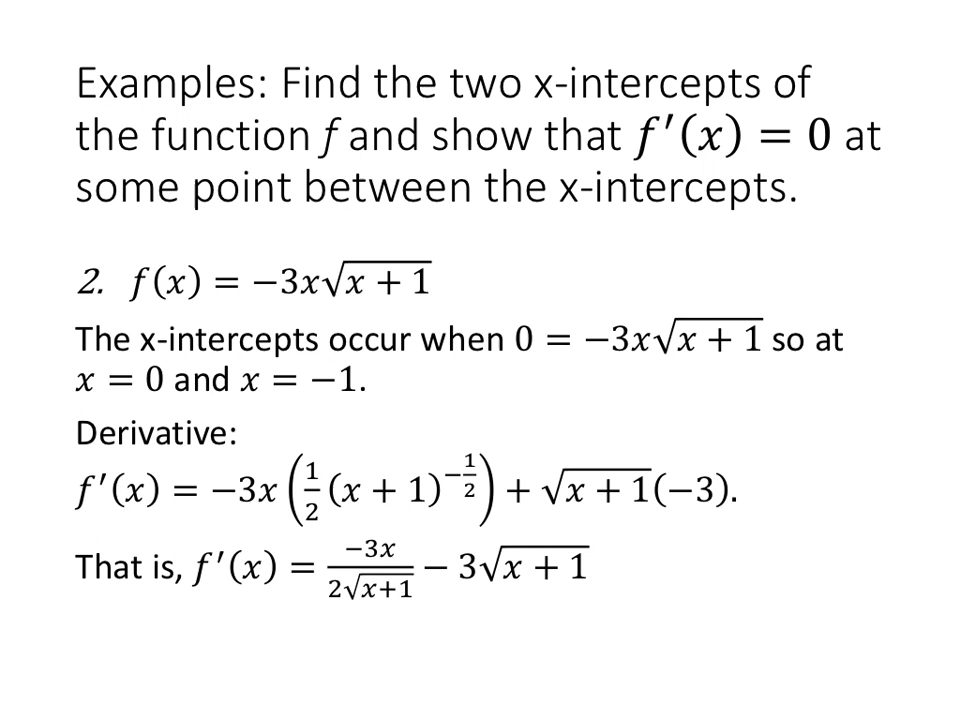 Examples: Find the two x-intercepts of
the function f and show that f′(x) = 0 at
some point between the x-intercepts.
2. f(x) = −3x√(x + 1)
The x-intercepts occur when 0 = −3x√(x + 1) so at
x = 0 and x = −1.
Derivative:
f′(x) = −3x(1/2 (x + 1)^(−1/2)) + √(x + 1)(−3).
That is, f′(x) = −3x/(2√(x+1)) − 3√(x + 1)